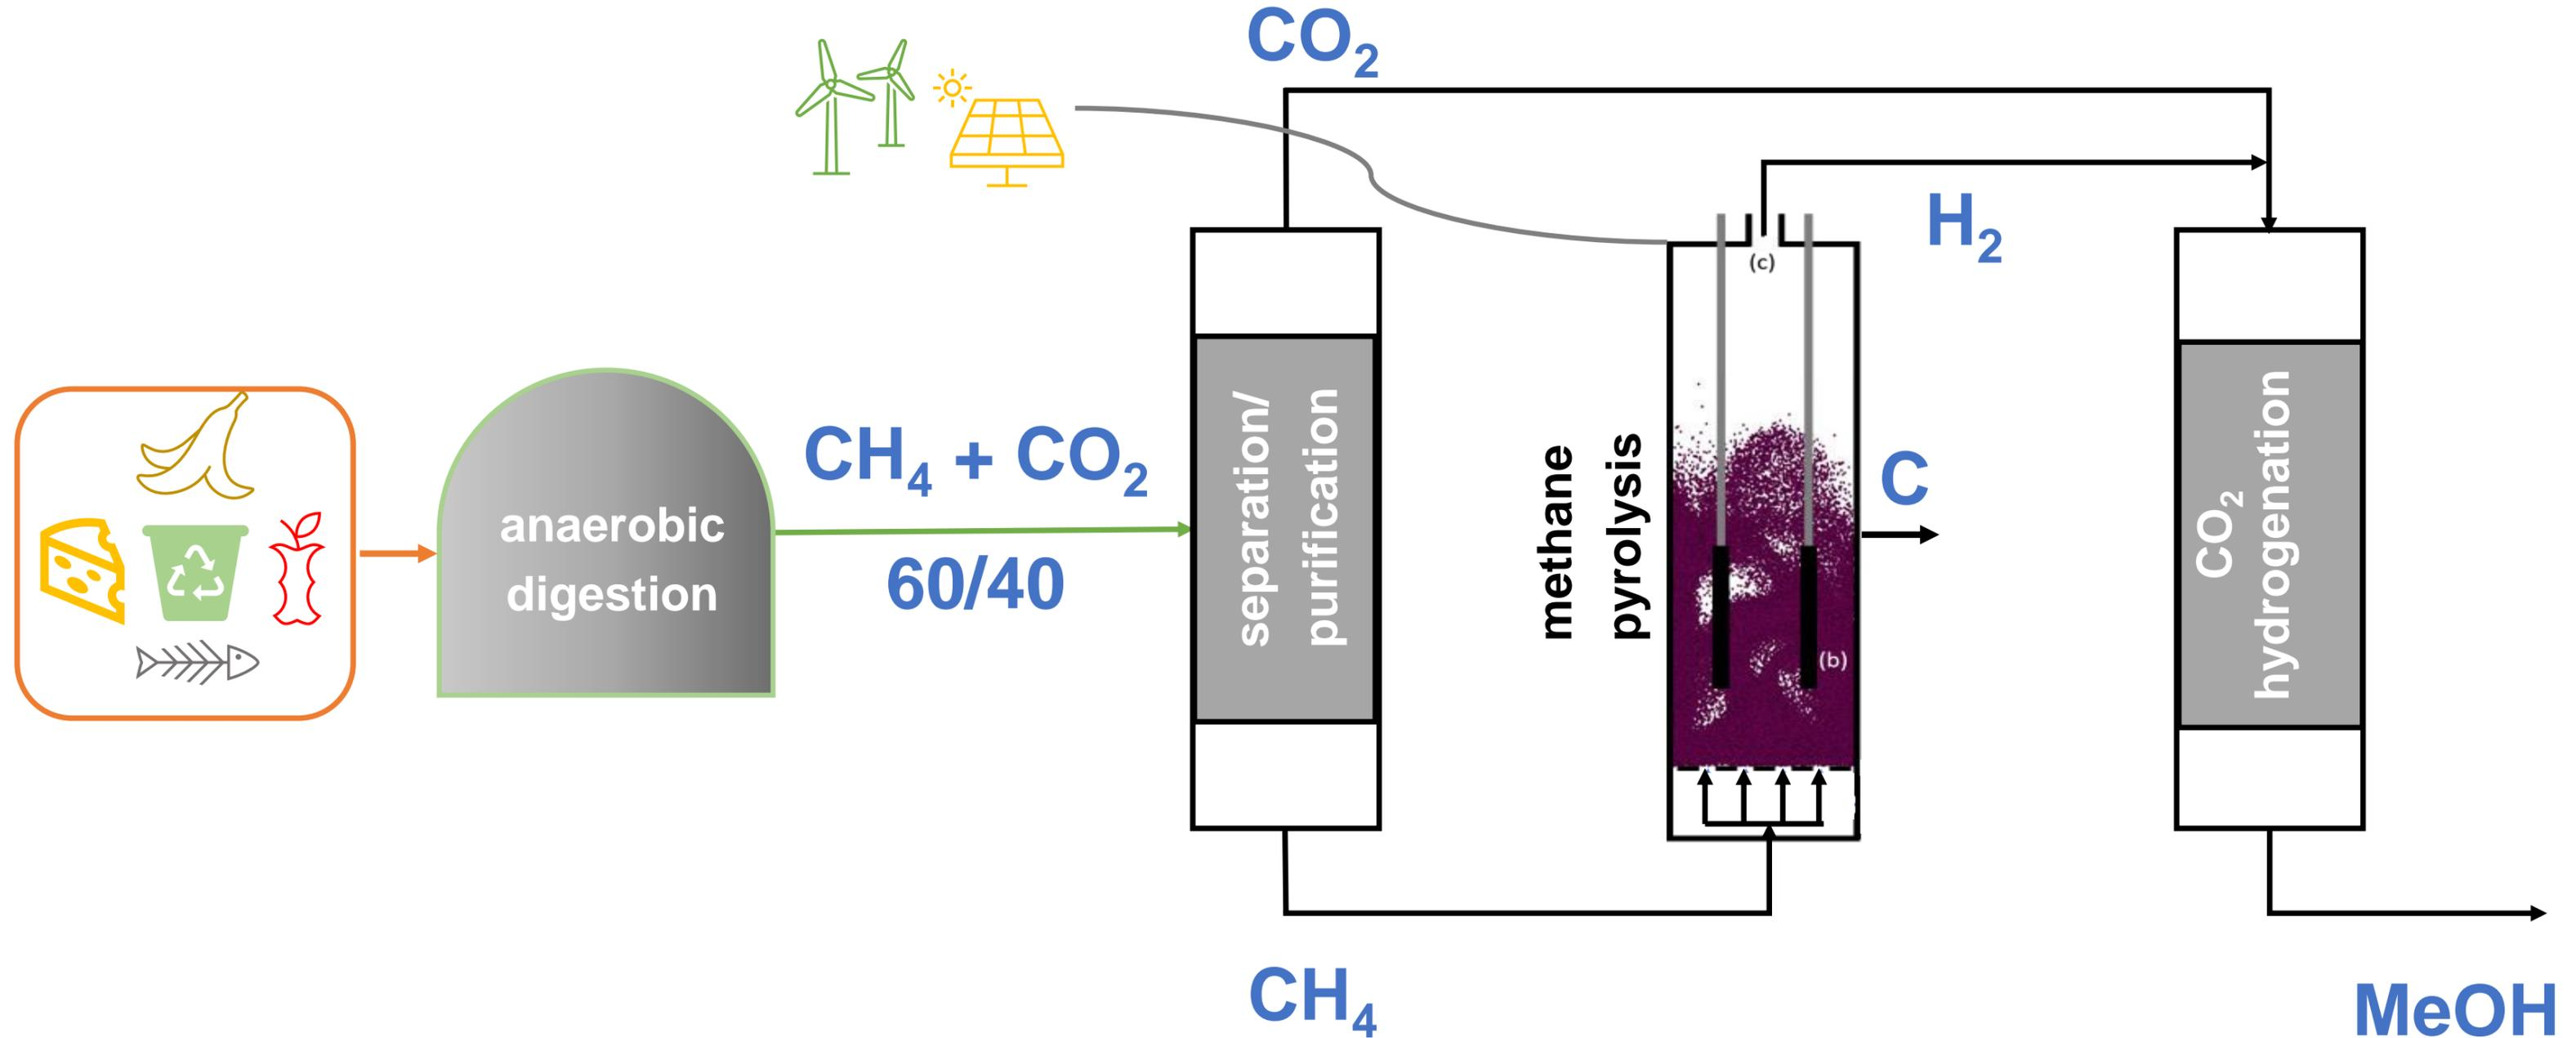 CO₂
H₂
(c)
anaerobic
digestion
CH₄ + CO₂
60/40
separation/
purification
methane
pyrolysis
C
(b)
CO₂
hydrogenation
CH₄
MeOH